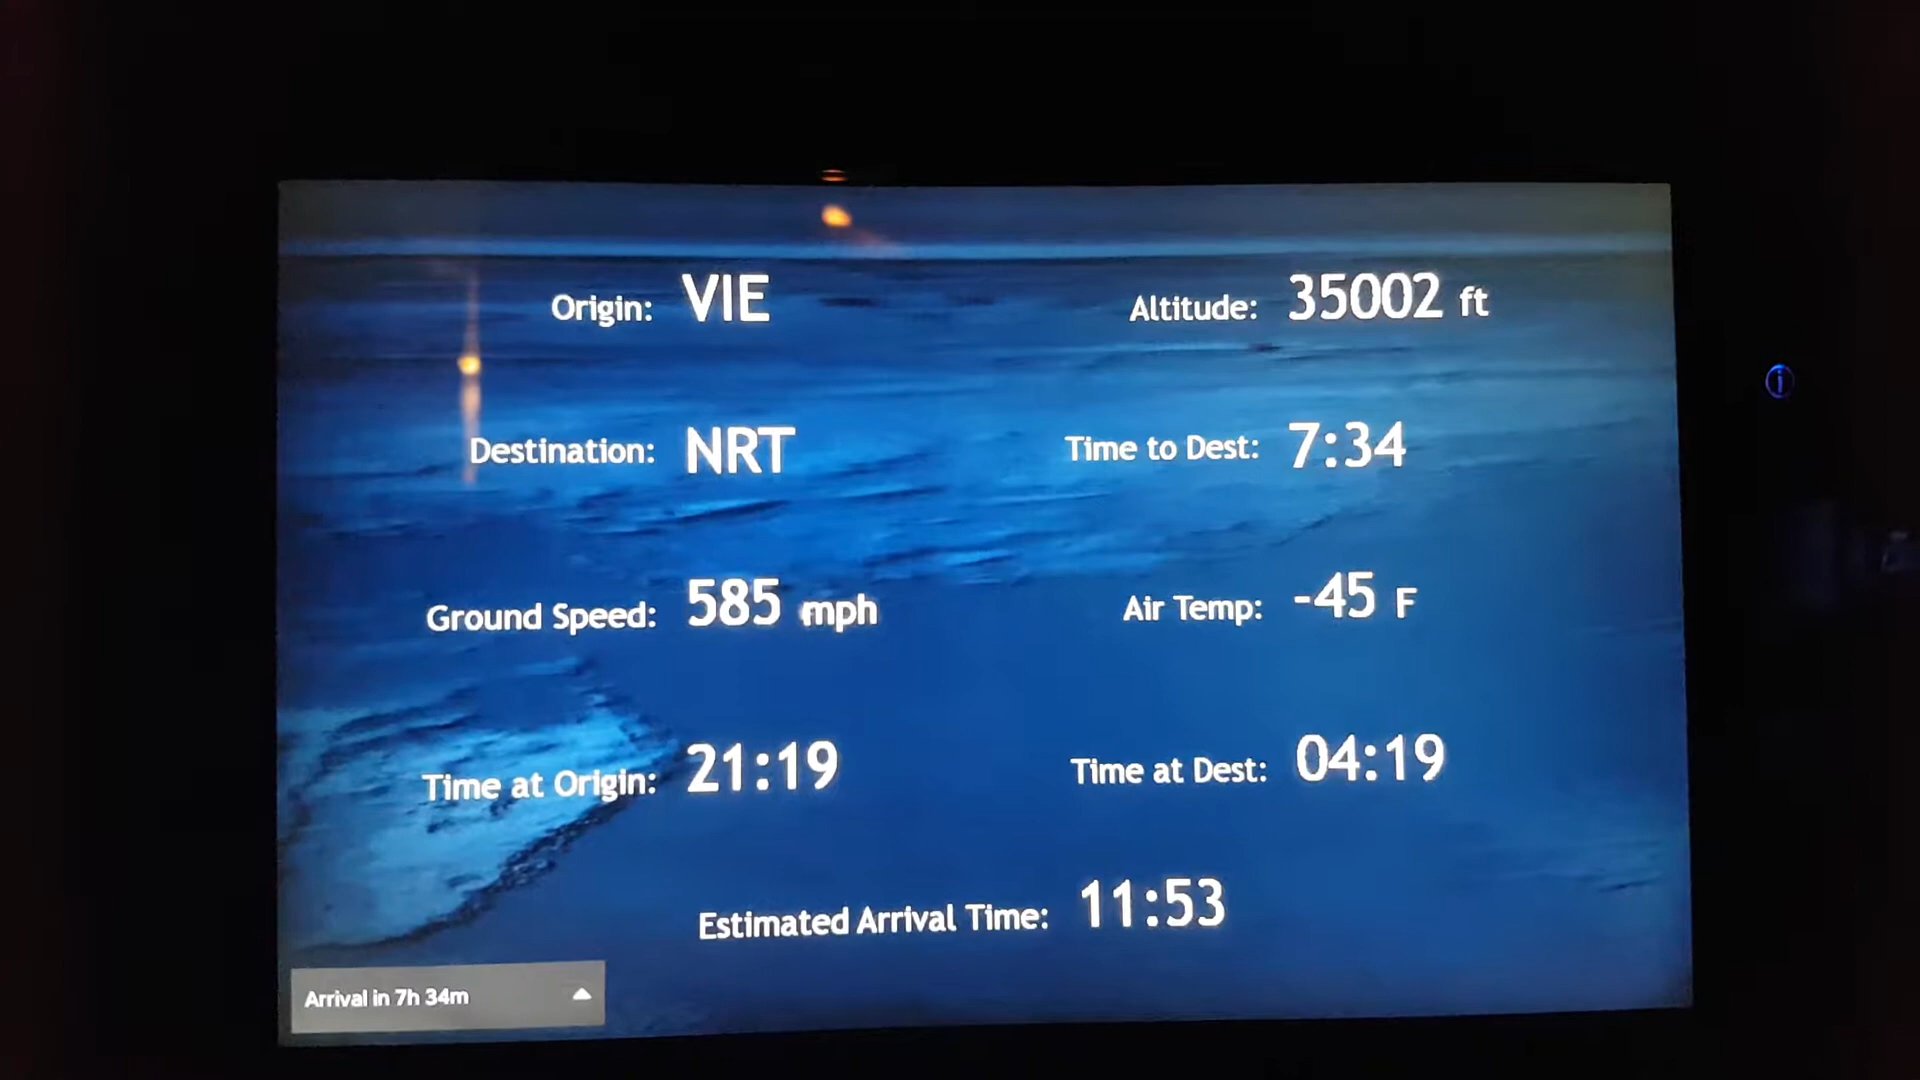 Origin: VIE
Altitude: 35002 ft
Destination: NRT
Time to Dest: 7:34
Ground Speed: 585 mph
Air Temp: -45 F
Time at Origin: 21:19
Time at Dest: 04:19
Estimated Arrival Time: 11:53
Arrival in 7h 34m